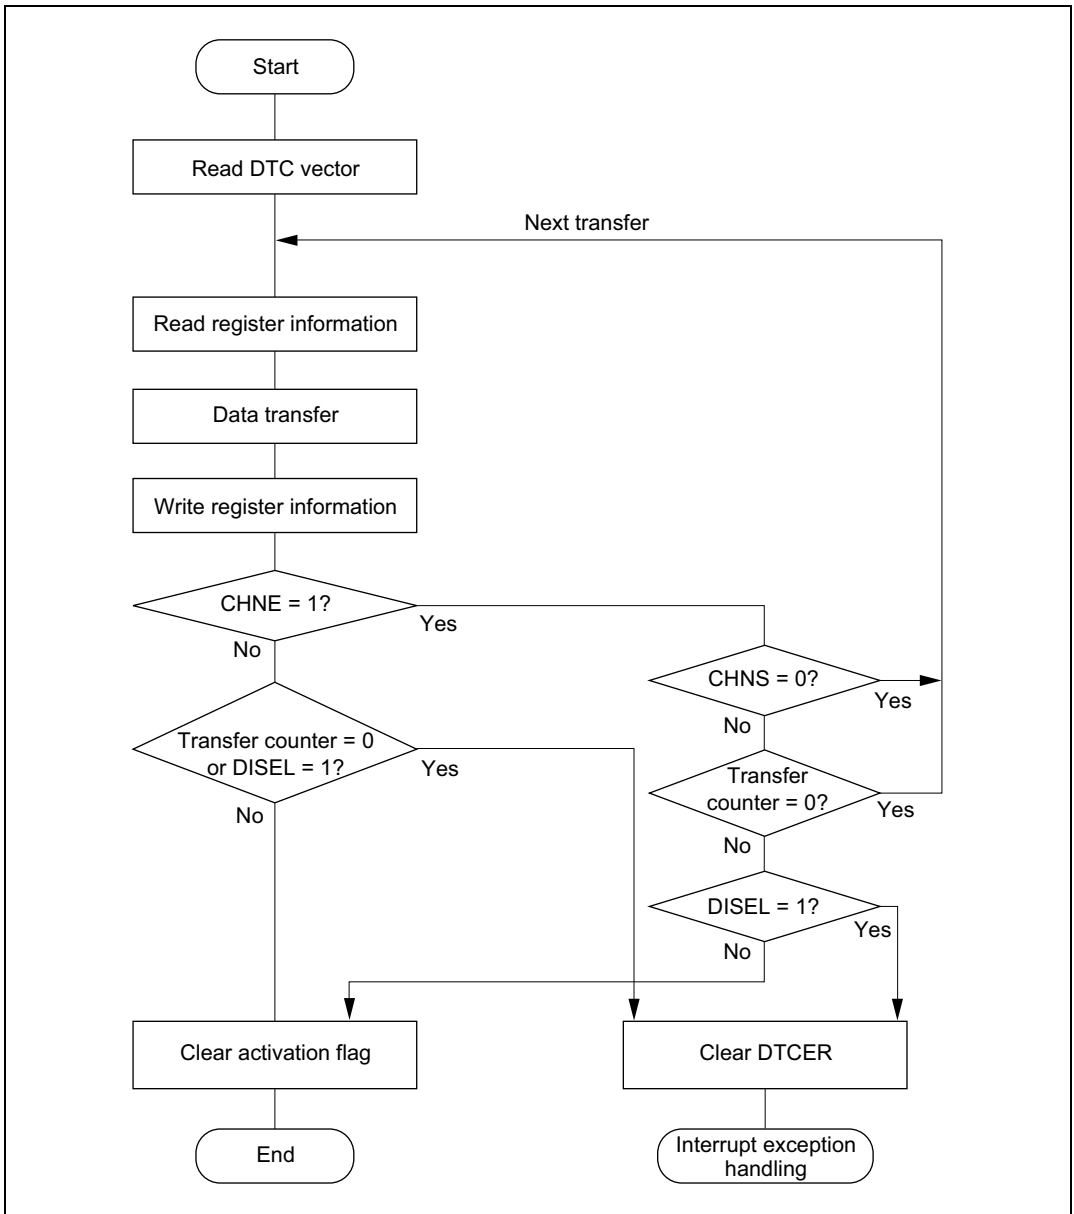 Start
Read DTC vector
Next transfer
Read register information
Data transfer
Write register information
CHNE = 1?
Yes
No
CHNS = 0?
Yes
No
Transfer counter = 0
or DISEL = 1?
Yes
No
Transfer
counter = 0?
Yes
No
DISEL = 1?
Yes
No
Clear activation flag
Clear DTCER
End
Interrupt exception
handling